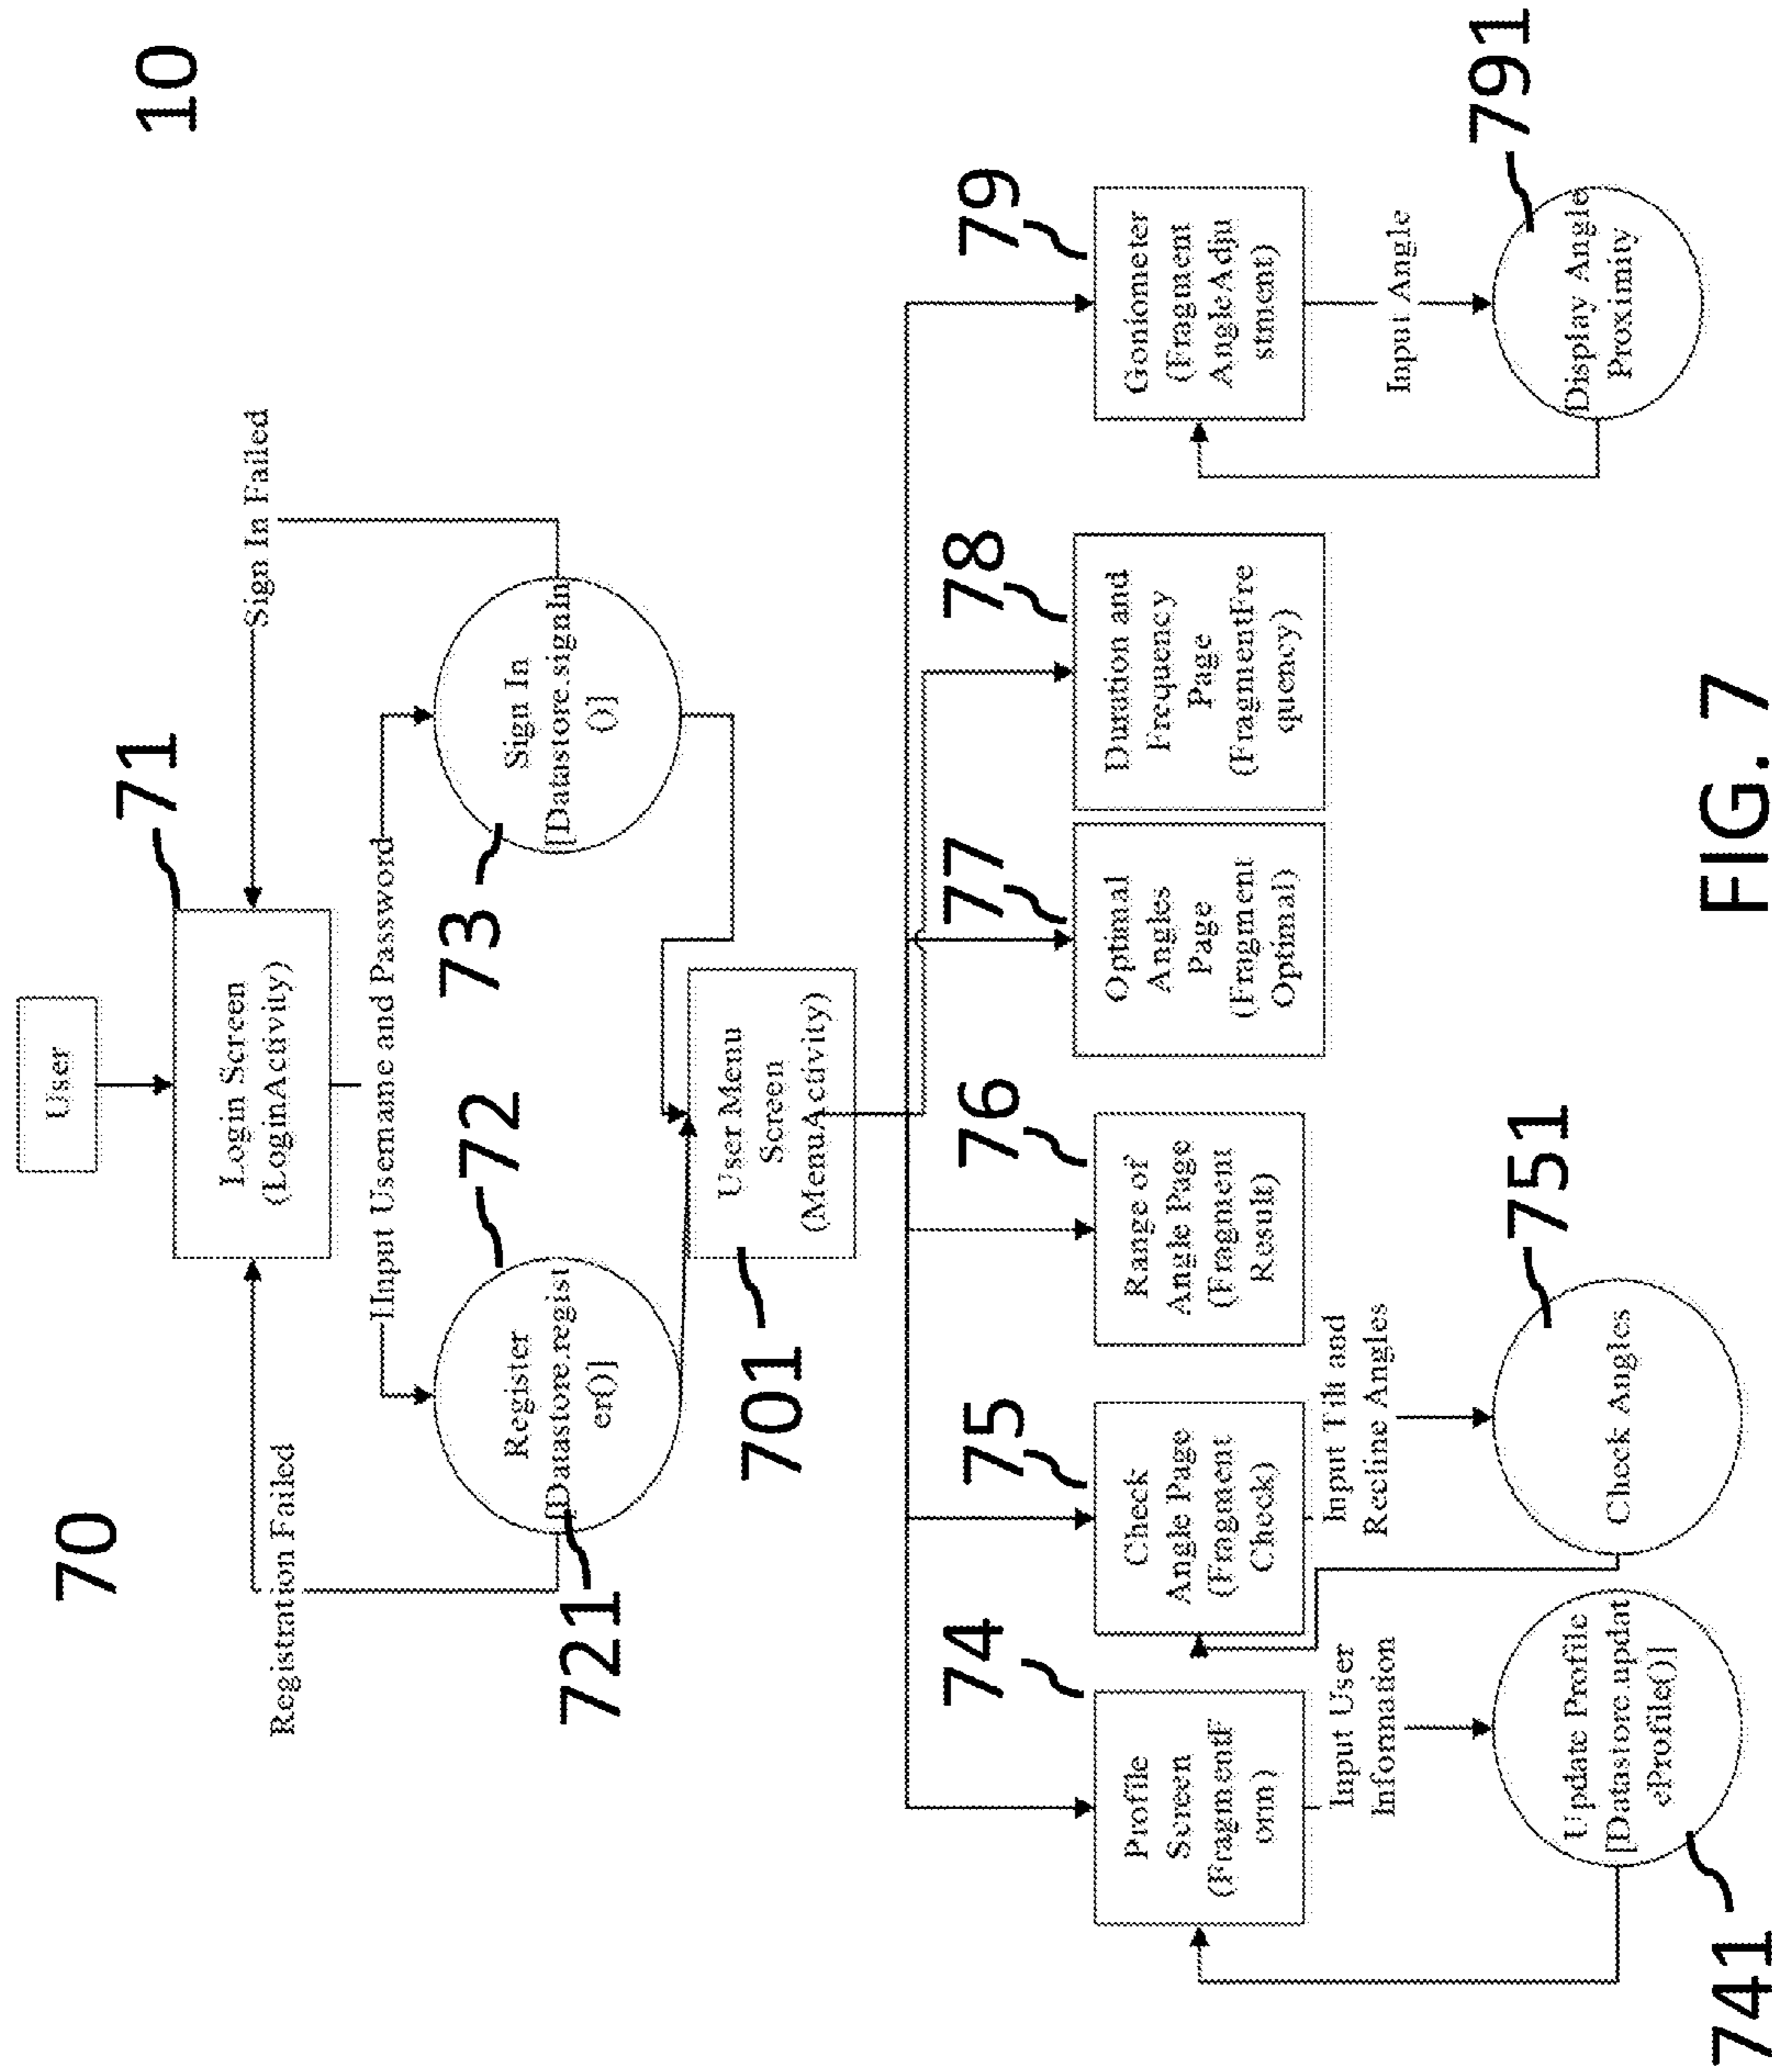 70
10
User
71
Login Screen
(LoginActivity)
Registration Failed
Sign In Failed
IInput Username and Password
72
73
Register
[Datastore.regist
er()]
Sign In
[Datastore.signIn
()]
721
701
User Menu
Screen
(MenuActivity)
74
75
76
77
78
79
Profile
Screen
(FragmentF
orm)
Check
Angle Page
(Fragment
Check)
Range of
Angle Page
(Fragment
Result)
Optimal
Angles
Page
(Fragment
Optimal)
Duration and
Frequency
Page
(FragmentFre
quency)
Goniometer
(Fragment
AngleAdju
stment)
Input User
Information
Input Tilt and
Recline Angles
Input Angle
751
791
Update Profile
[Datastore.updat
eProfile()]
Check Angles
Display Angle
Proximity
741
FIG. 7